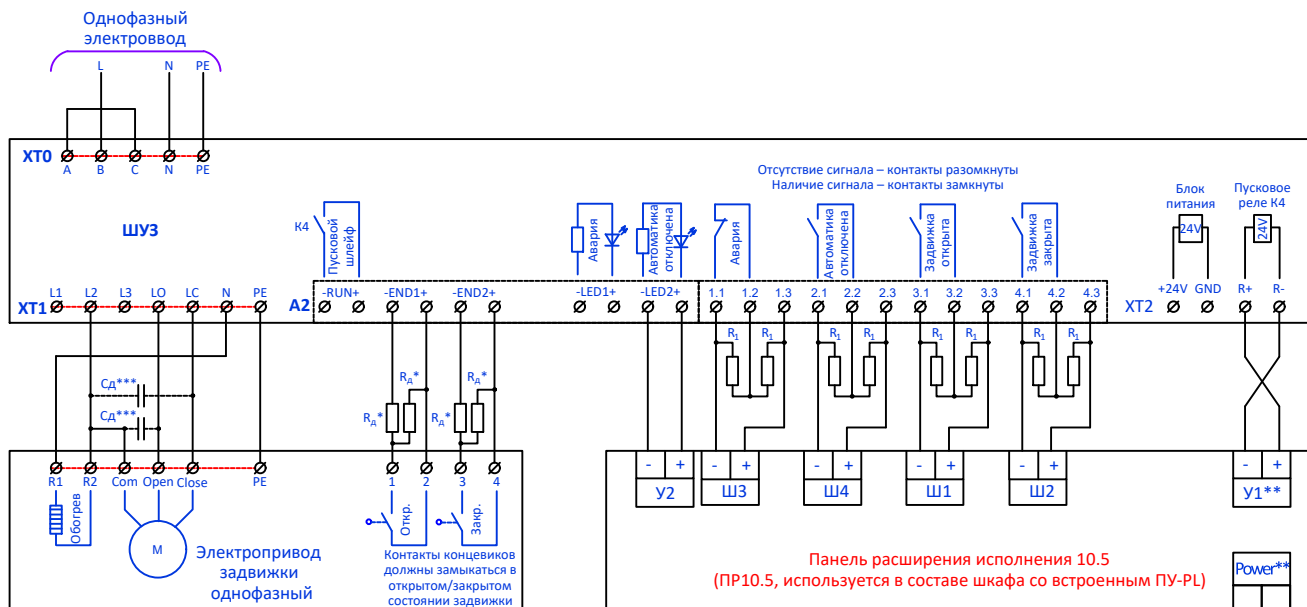 Однофазный
электроввод
L N PE
XT0
A B C N PE
ШУЗ
K4
Пусковой
шлейф
Авария
Автоматика
отключена
Отсутствие сигнала – контакты разомкнуты
Наличие сигнала – контакты замкнуты
Авария
Автоматика
отключена
Задвижка
открыта
Задвижка
закрыта
Блок
питания
24V
Пусковое
реле K4
24V
XT1
L1 L2 L3 LO LC N PE
A2
-RUN+ -END1+ -END2+ -LED1+ -LED2+
1.1 1.2 1.3 2.1 2.2 2.3 3.1 3.2 3.3 4.1 4.2 4.3
XT2
+24V GND R+ R-
R1 R1 R1 R1 R1 R1 R1 R1
Сд***
Сд***
Rд* Rд*
Rд* Rд*
R1 R2 Com Open Close PE
Обогрев
M
Электропривод
задвижки
однофазный
1 2 3 4
Откр.
Закр.
Контакты концевиков
должны замыкаться в
открытом/закрытом
состоянии задвижки
- + - + - + - + - + - +
У2 Ш3 Ш4 Ш1 Ш2 У1**
Панель расширения исполнения 10.5
(ПР10.5, используется в составе шкафа со встроенным ПУ-PL)
Power**